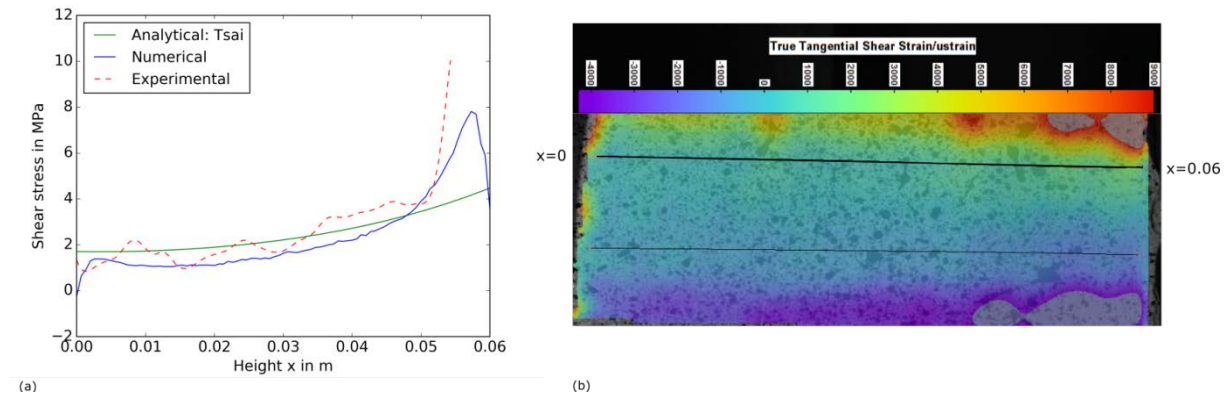 12
10
8
6
4
2
0
−2
Shear stress in MPa
Analytical: Tsai
Numerical
Experimental
0.00 0.01 0.02 0.03 0.04 0.05 0.06
Height x in m
(a)
True Tangential Shear Strain/ustrain
-4000 -3000 -2000 -1000 0 1000 2000 3000 4000 5000 6000 7000 8000 9000
x=0
x=0.06
(b)